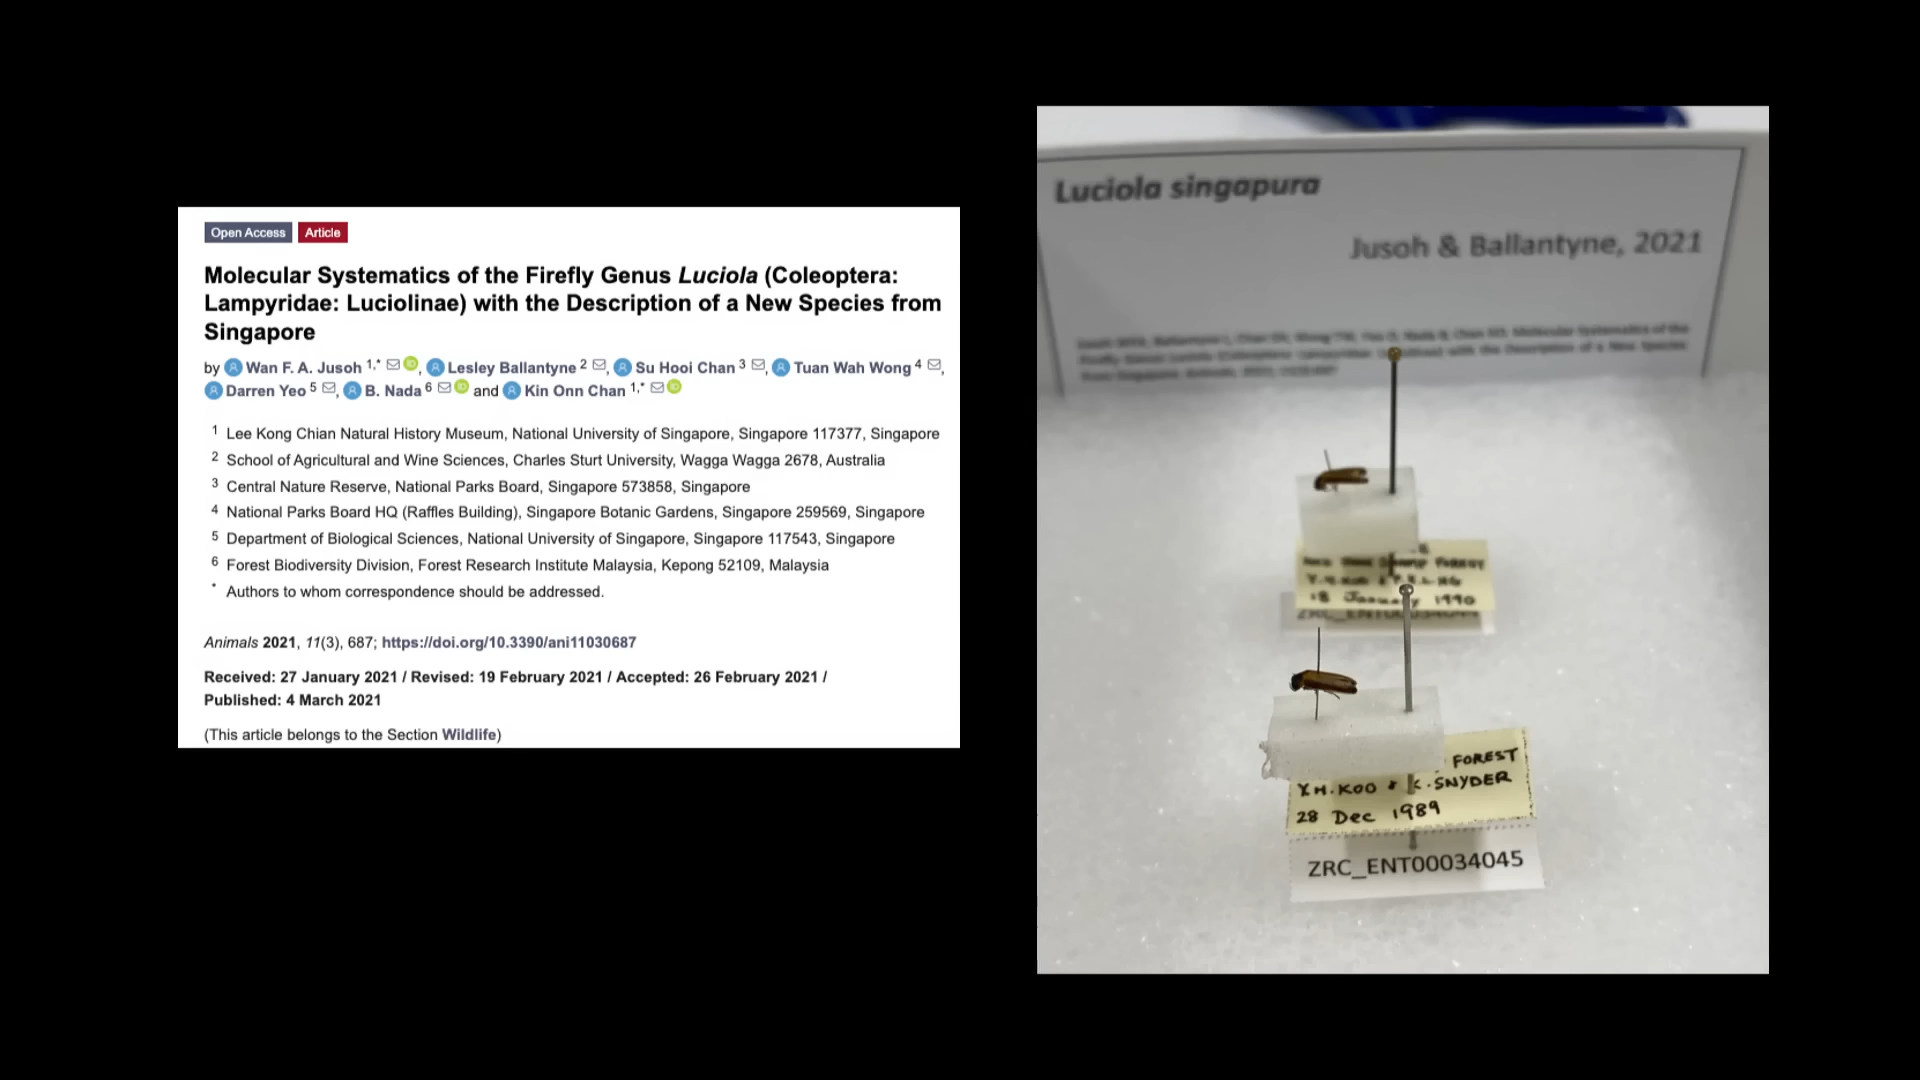 Open Access Article
Molecular Systematics of the Firefly Genus Luciola (Coleoptera:
Lampyridae: Luciolinae) with the Description of a New Species from
Singapore
by Wan F. A. Jusoh 1,*, Lesley Ballantyne 2, Su Hooi Chan 3, Tuan Wah Wong 4,
Darren Yeo 5, B. Nada 6 and Kin Onn Chan 1,*
1 Lee Kong Chian Natural History Museum, National University of Singapore, Singapore 117377, Singapore
2 School of Agricultural and Wine Sciences, Charles Sturt University, Wagga Wagga 2678, Australia
3 Central Nature Reserve, National Parks Board, Singapore 573858, Singapore
4 National Parks Board HQ (Raffles Building), Singapore Botanic Gardens, Singapore 259569, Singapore
5 Department of Biological Sciences, National University of Singapore, Singapore 117543, Singapore
6 Forest Biodiversity Division, Forest Research Institute Malaysia, Kepong 52109, Malaysia
* Authors to whom correspondence should be addressed.
Animals 2021, 11(3), 687; https://doi.org/10.3390/ani11030687
Received: 27 January 2021 / Revised: 19 February 2021 / Accepted: 26 February 2021 /
Published: 4 March 2021
(This article belongs to the Section Wildlife)
Luciola singapura
Jusoh & Ballantyne, 2021
FOREST
18 January 1990
FOREST
Y.H.KOO & K.SNYDER
28 Dec 1989
ZRC_ENT00034045